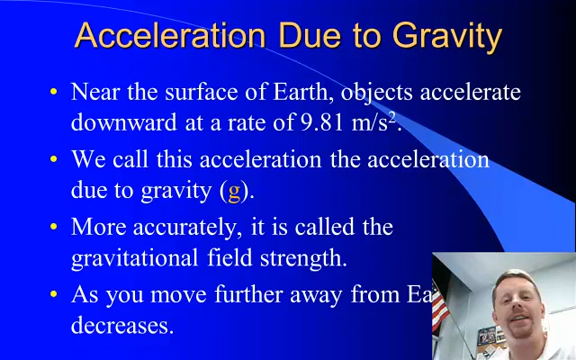 Acceleration Due to Gravity
• Near the surface of Earth, objects accelerate
downward at a rate of 9.81 m/s².
• We call this acceleration the acceleration
due to gravity (g).
• More accurately, it is called the
gravitational field strength.
• As you move further away from Ea
decreases.